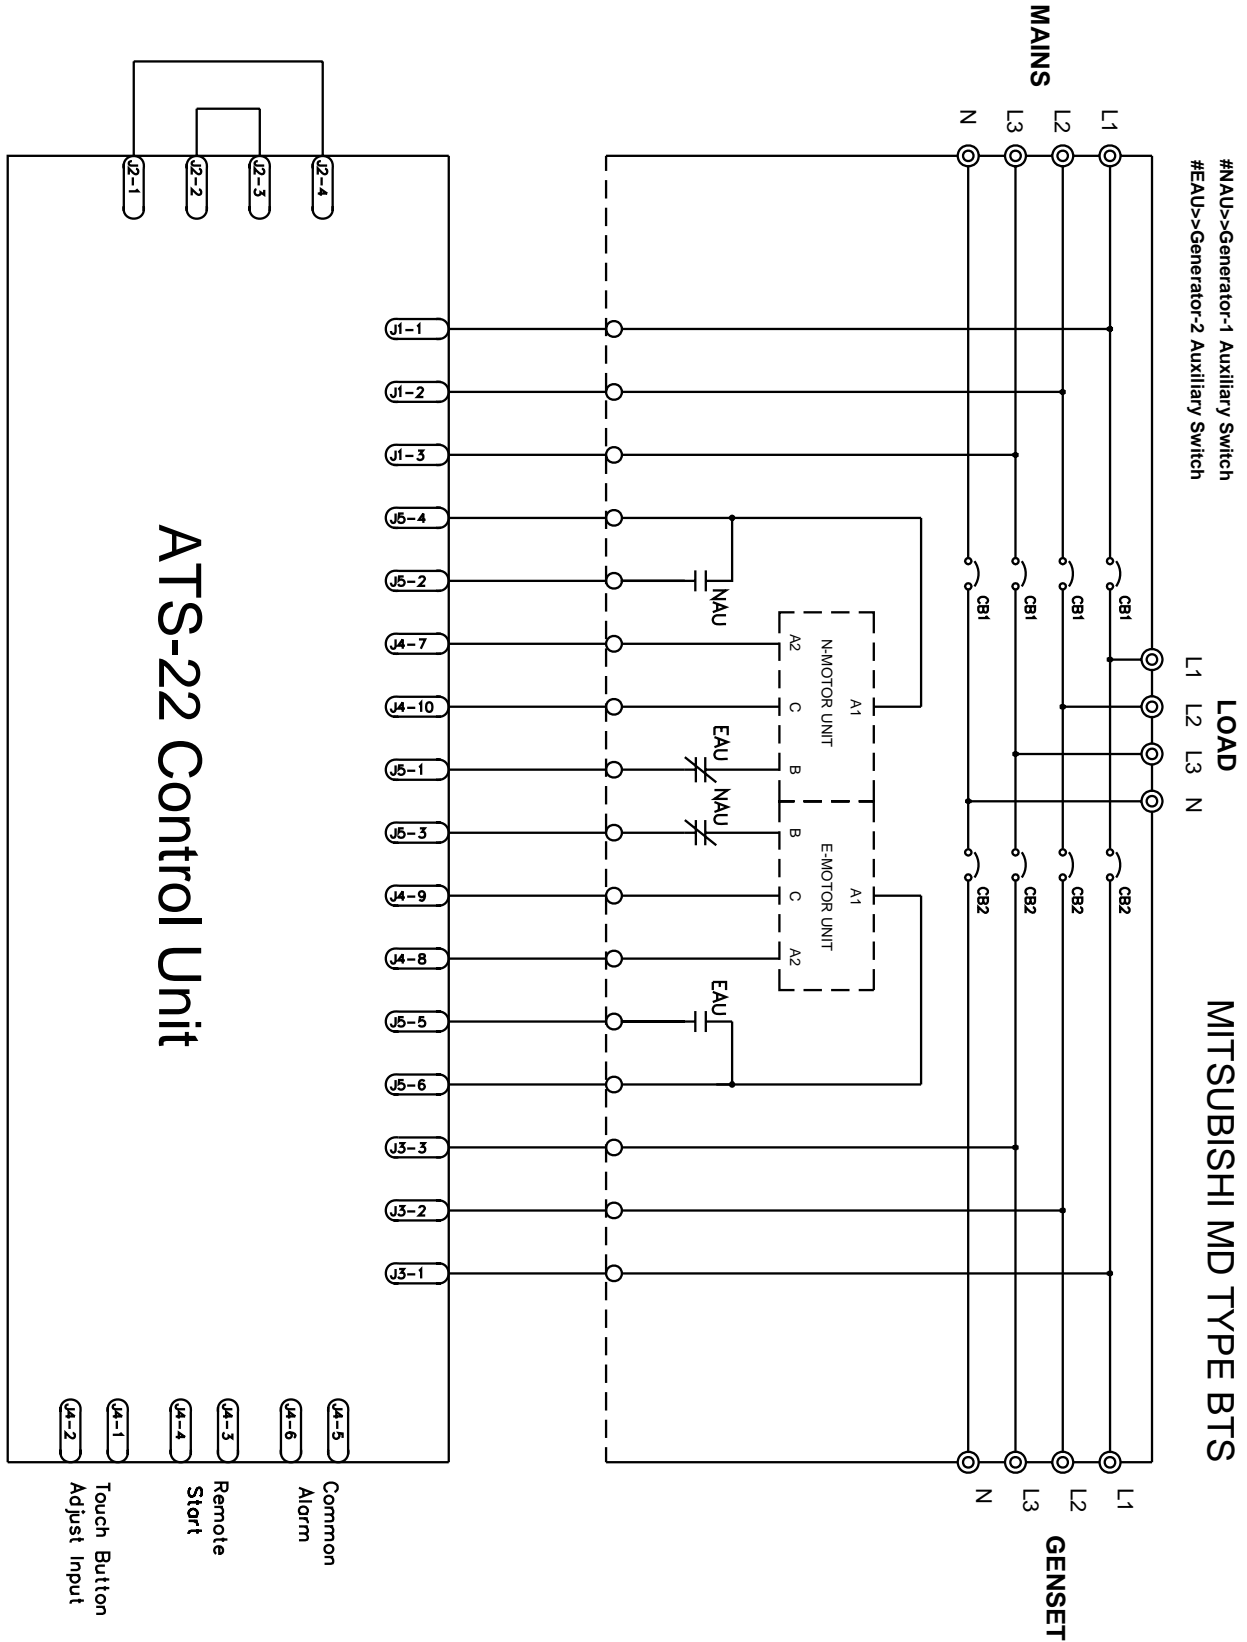 MITSUBISHI MD TYPE BTS
#NAU>>Generator-1 Auxiliary Switch
#EAU>>Generator-2 Auxiliary Switch
LOAD
L1 L2 L3 N
MAINS
L1
L2
L3
N
GENSET
L1
L2
L3
N
CB1 CB2
CB1 CB2
CB1 CB2
CB1 CB2
A1 A1
N-MOTOR UNIT E-MOTOR UNIT
A2 C B B C A2
NAU EAU NAU EAU
J1-1 J1-2 J1-3 J5-4 J5-2 J4-7 J4-10 J5-1 J5-3 J4-9 J4-8 J5-5 J5-6 J3-3 J3-2 J3-1
J2-4
J2-3
J2-2
J2-1
ATS-22 Control Unit
J4-5
J4-6
Common
Alarm
J4-3
J4-4
Remote
Start
J4-1
J4-2
Touch Button
Adjust Input